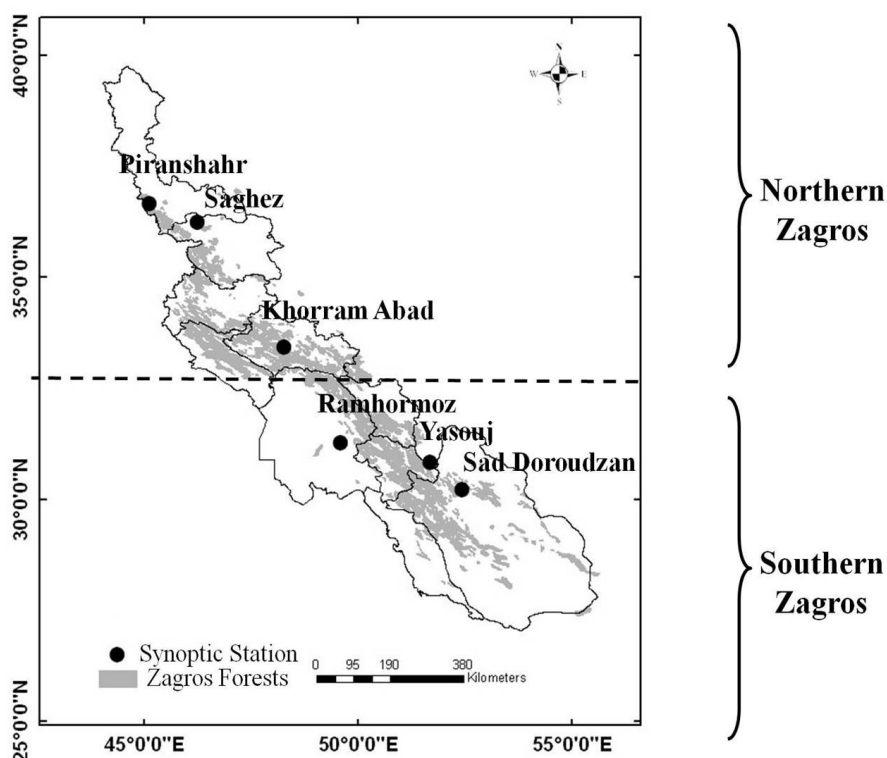 40°0'0"N
35°0'0"N
30°0'0"N
25°0'0"N
N
W E
S
Piranshahr
Saghez
Khorram Abad
Ramhormoz
Yasouj
Sad Doroudzan
Northern
Zagros
Southern
Zagros
Synoptic Station
Zagros Forests
0 95 190 380
Kilometers
45°0'0"E 50°0'0"E 55°0'0"E